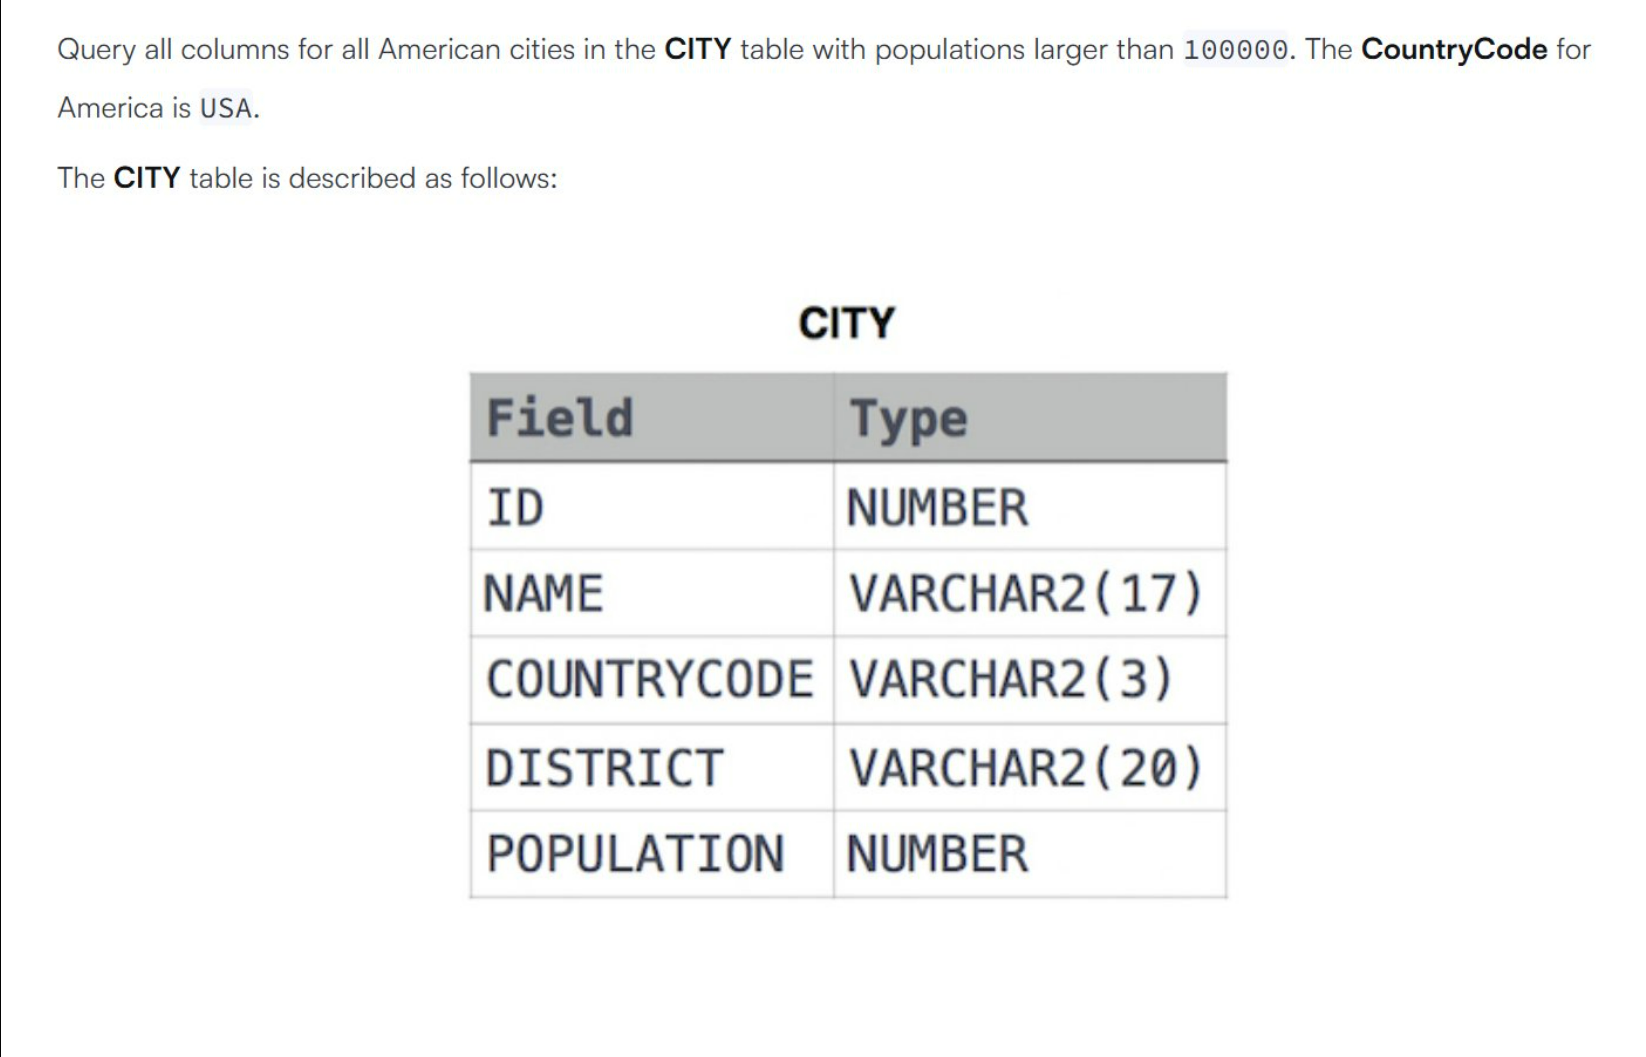 Query all columns for all American cities in the CITY table with populations larger than 100000. The CountryCode for
America is USA.
The CITY table is described as follows:
CITY
Field Type
ID NUMBER
NAME VARCHAR2(17)
COUNTRYCODE VARCHAR2(3)
DISTRICT VARCHAR2(20)
POPULATION NUMBER